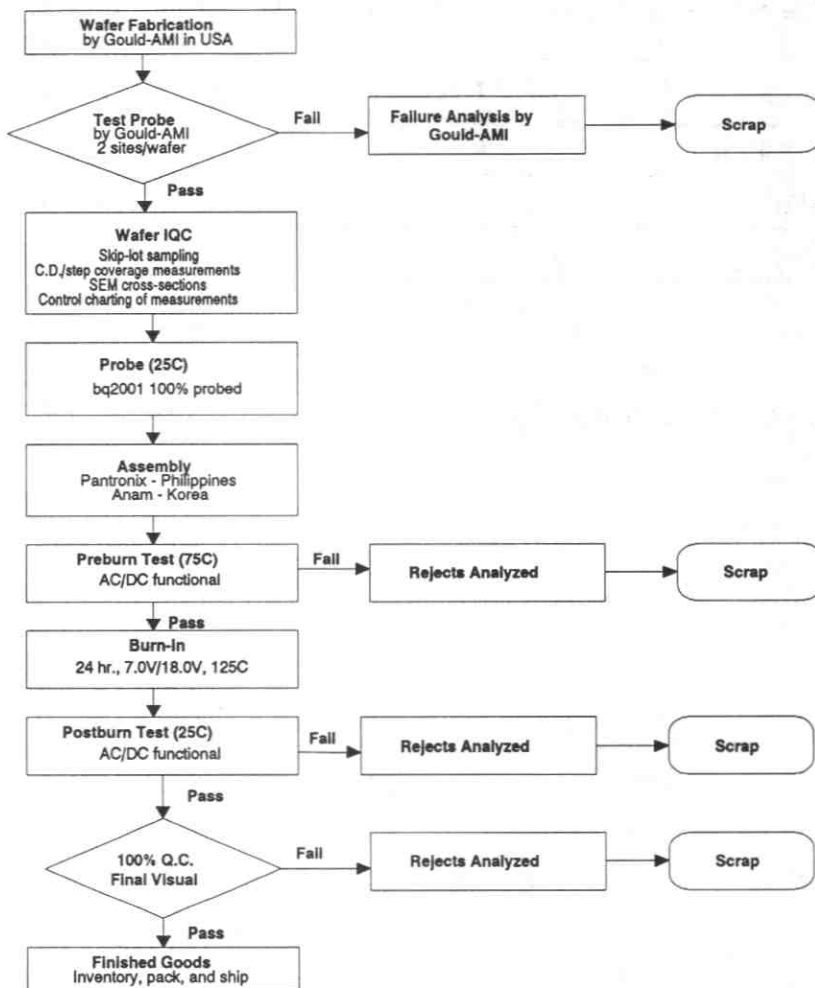 Wafer Fabrication
by Gould-AMI in USA
Test Probe
by Gould-AMI
2 sites/wafer
Fail
Failure Analysis by
Gould-AMI
Scrap
Pass
Wafer IQC
Skip-lot sampling
C.D./step coverage measurements
SEM cross-sections
Control charting of measurements
Probe (25C)
bq2001 100% probed
Assembly
Pantronix - Philippines
Anam - Korea
Preburn Test (75C)
AC/DC functional
Fail
Rejects Analyzed
Scrap
Pass
Burn-In
24 hr., 7.0V/18.0V, 125C
Postburn Test (25C)
AC/DC functional
Fail
Rejects Analyzed
Scrap
Pass
100% Q.C.
Final Visual
Fail
Rejects Analyzed
Scrap
Pass
Finished Goods
Inventory, pack, and ship